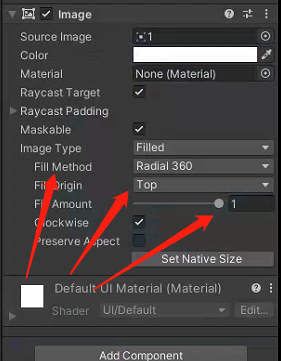 Image
Source Image 1
Color
Material None (Material)
Raycast Target
Raycast Padding
Maskable
Image Type Filled
Fill Method Radial 360
Fill Origin Top
Fill Amount 1
Clockwise
Preserve Aspect
Set Native Size
Default UI Material (Material)
Shader UI/Default Edit...
Add Component